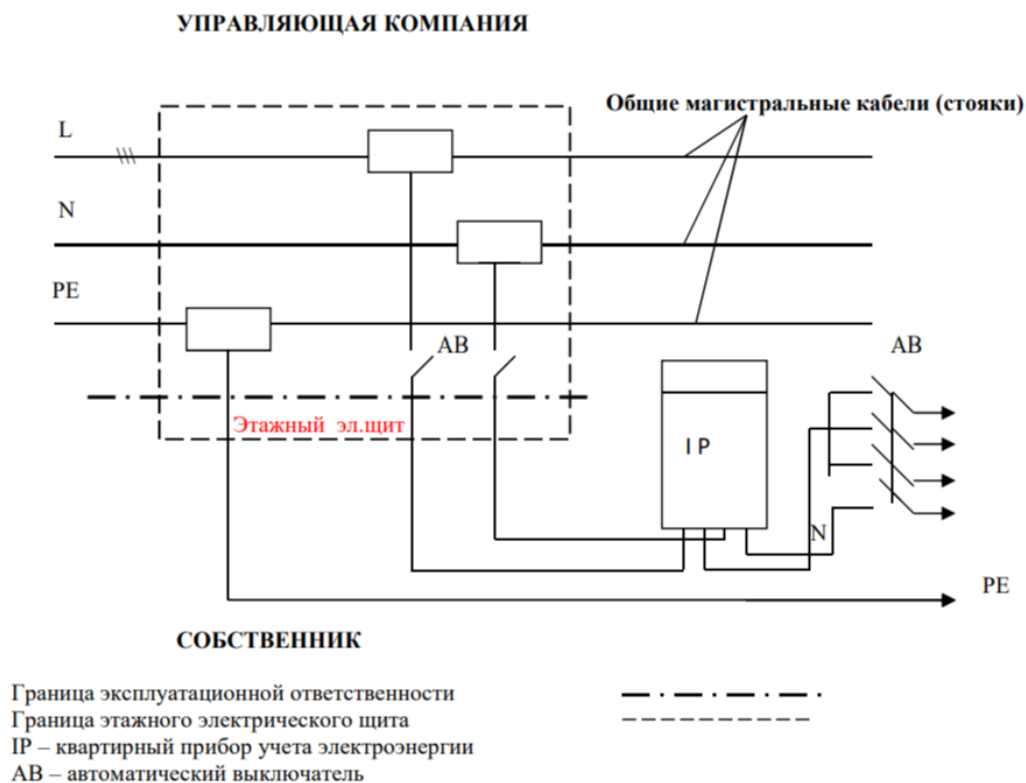 УПРАВЛЯЮЩАЯ КОМПАНИЯ
Общие магистральные кабели (стояки)
L
N
PE
АВ
АВ
Этажный эл.щит
I P
N
PE
СОБСТВЕННИК
Граница эксплуатационной ответственности
Граница этажного электрического щита
IP – квартирный прибор учета электроэнергии
АВ – автоматический выключатель